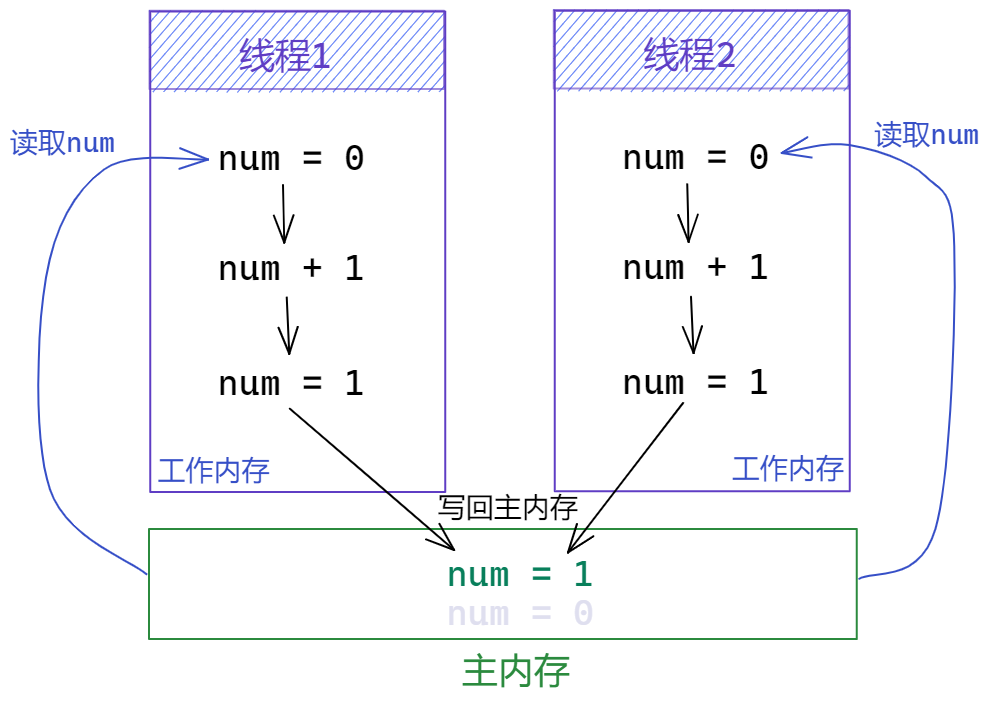 线程1
线程2
读取num
读取num
num = 0
num = 0
num + 1
num + 1
num = 1
num = 1
工作内存
工作内存
写回主内存
num = 1
num = 0
主内存